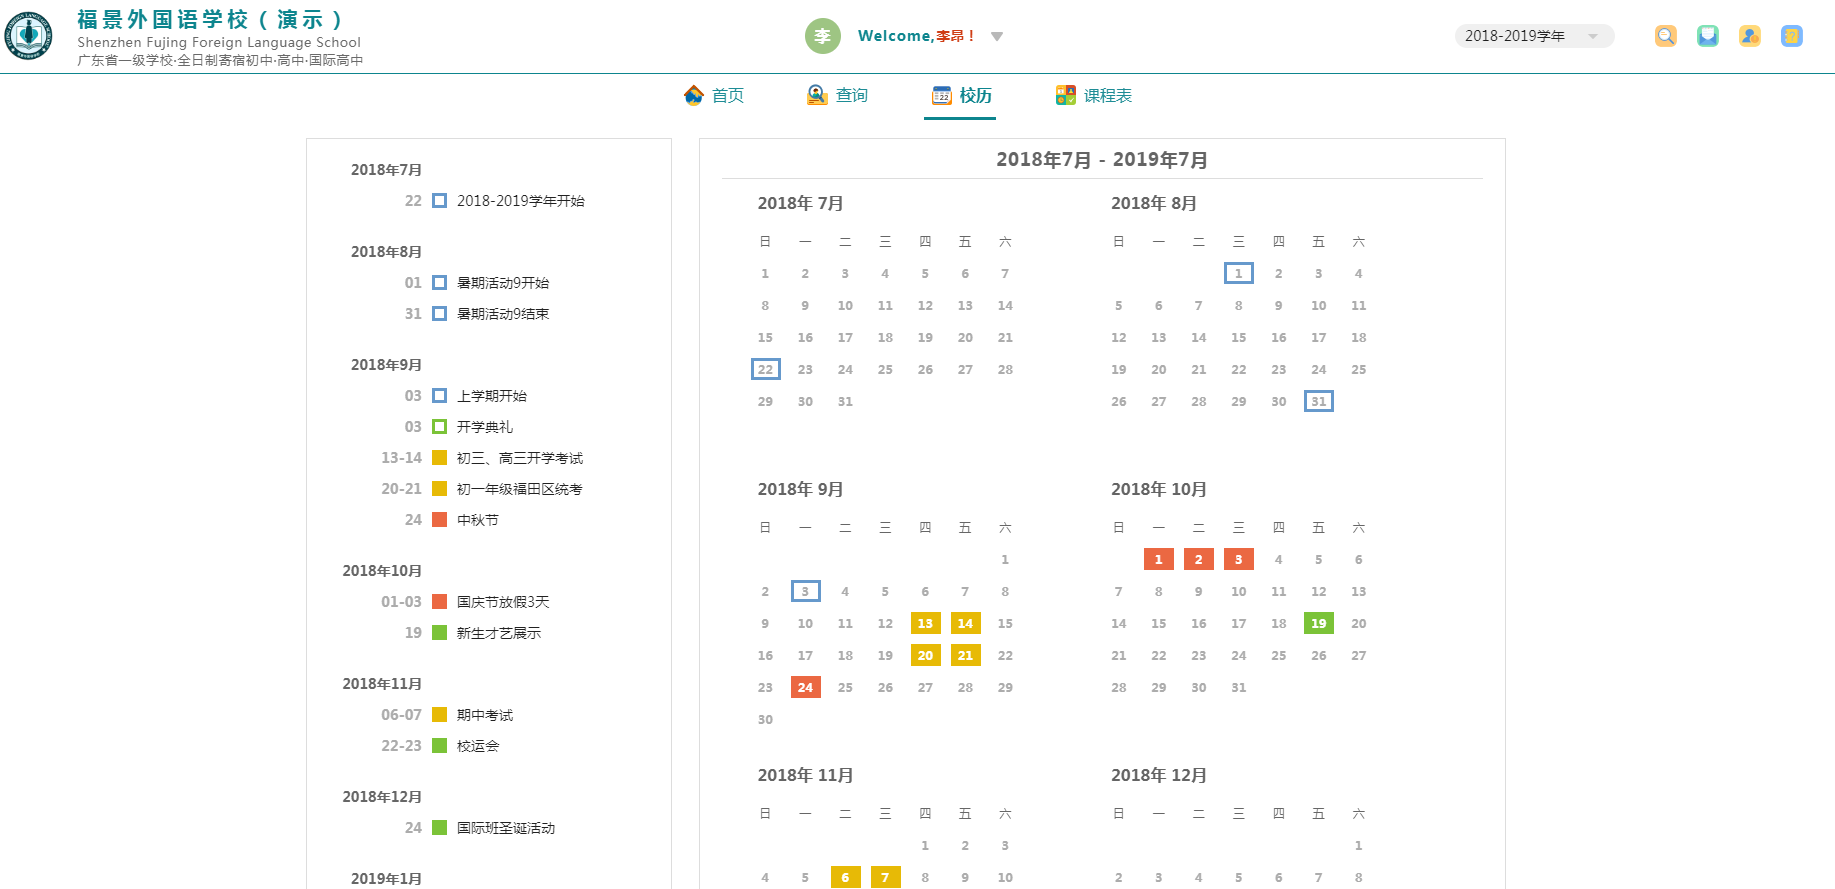 福景外国语学校（演示）
Shenzhen Fujing Foreign Language School
广东省一级学校·全日制寄宿初中·高中·国际高中
李 Welcome,李昂！
2018-2019学年
首页 查询 校历 课程表
2018年7月
22 2018-2019学年开始
2018年8月
01 暑期活动9开始
31 暑期活动9结束
2018年9月
03 上学期开始
03 开学典礼
13-14 初三、高三开学考试
20-21 初一年级福田区统考
24 中秋节
2018年10月
01-03 国庆节放假3天
19 新生才艺展示
2018年11月
06-07 期中考试
22-23 校运会
2018年12月
24 国际班圣诞活动
2019年1月
2018年7月 - 2019年7月
2018年 7月
日 一 二 三 四 五 六
1 2 3 4 5 6 7
8 9 10 11 12 13 14
15 16 17 18 19 20 21
22 23 24 25 26 27 28
29 30 31
2018年 8月
日 一 二 三 四 五 六
1 2 3 4
5 6 7 8 9 10 11
12 13 14 15 16 17 18
19 20 21 22 23 24 25
26 27 28 29 30 31
2018年 9月
日 一 二 三 四 五 六
1
2 3 4 5 6 7 8
9 10 11 12 13 14 15
16 17 18 19 20 21 22
23 24 25 26 27 28 29
30
2018年 10月
日 一 二 三 四 五 六
1 2 3 4 5 6
7 8 9 10 11 12 13
14 15 16 17 18 19 20
21 22 23 24 25 26 27
28 29 30 31
2018年 11月
日 一 二 三 四 五 六
1 2 3
4 5 6 7 8 9 10
2018年 12月
日 一 二 三 四 五 六
1
2 3 4 5 6 7 8